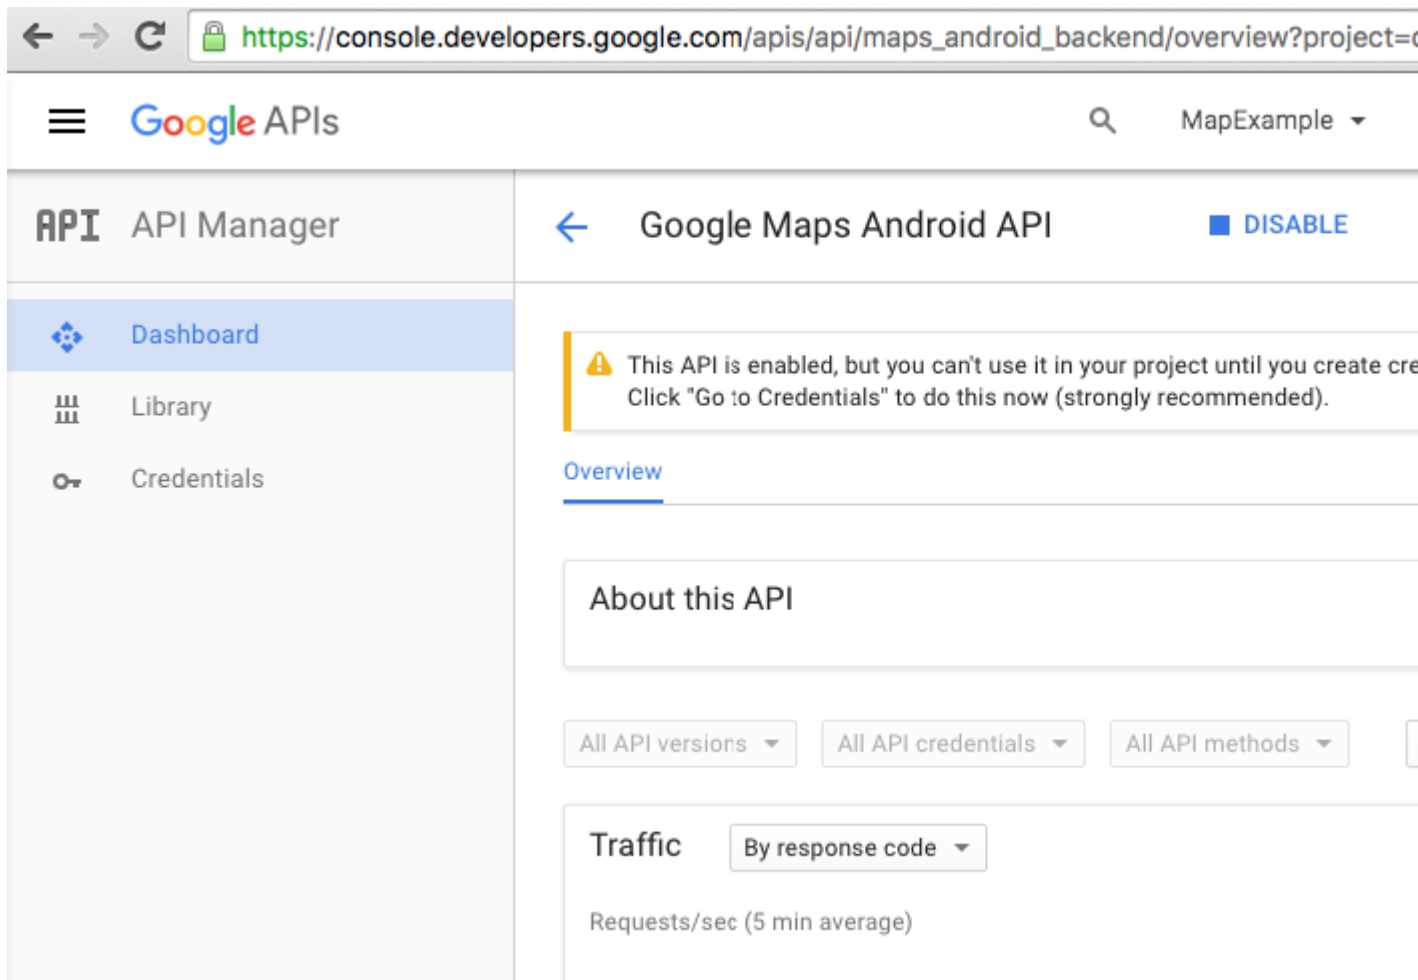 https://console.developers.google.com/apis/api/maps_android_backend/overview?project=
Google APIs
MapExample
API API Manager
Google Maps Android API
DISABLE
Dashboard
Library
Credentials
This API is enabled, but you can't use it in your project until you create
Click "Go to Credentials" to do this now (strongly recommended).
Overview
About this API
All API versions
All API credentials
All API methods
Traffic
By response code
Requests/sec (5 min average)